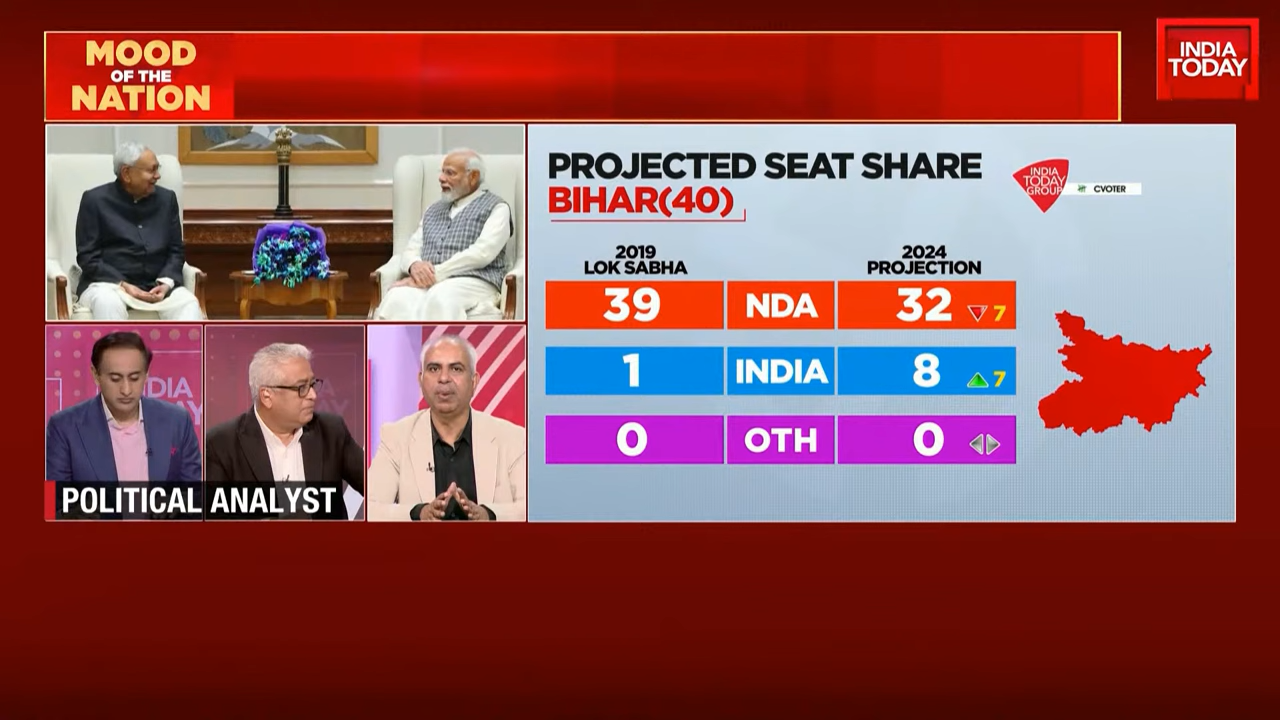 MOOD
OF THE
NATION
INDIA
TODAY
PROJECTED SEAT SHARE
BIHAR(40)
INDIA
TODAY
GROUP
CVOTER
2019
LOK SABHA
2024
PROJECTION
39 NDA 32 7
1 INDIA 8 7
0 OTH 0
POLITICAL ANALYST